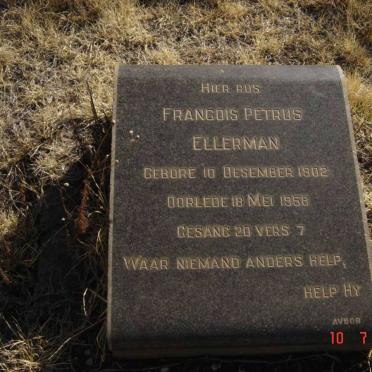 HIER RUS
FRANCOIS PETRUS
ELLERMAN
GEBORE 10 DESEMBER 1902
OORLEDE 18 MEI 1956
GESANG 20 VERS 7
WAAR NIEMAND ANDERS HELP,
HELP HY
AVBOB
10 7